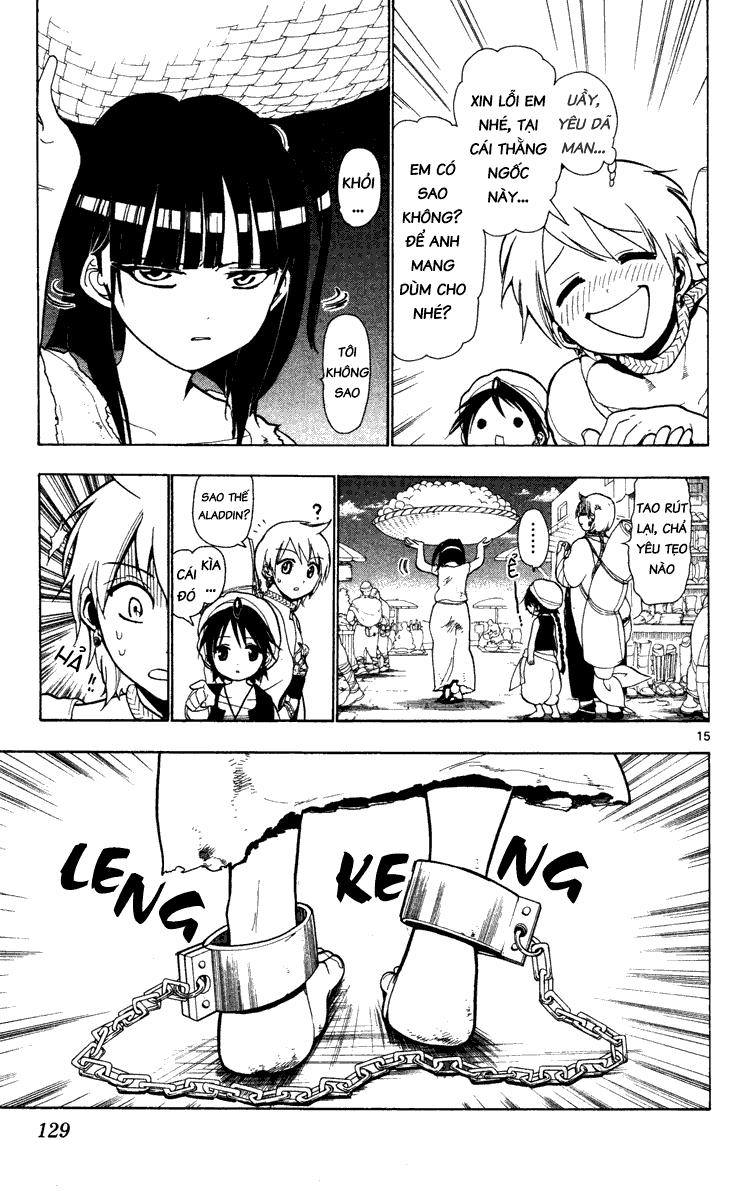 UẦY,
YÊU DÃ
MAN...
XIN LỖI EM
NHÉ, TẠI
CÁI THẰNG
NGỐC
NÀY...
EM CÓ
SAO
KHÔNG?
ĐỂ ANH
MANG
DÙM CHO
NHÉ?
KHỎI
...
TÔI
KHÔNG
SAO
TAO RÚT
LẠI, CHẢ
YÊU TẸO
NÀO
......
Ể
?
SAO THẾ
ALADDIN?
KÌA
...
CÁI
ĐÓ
HẢ!!
15
LENG
KENG
129